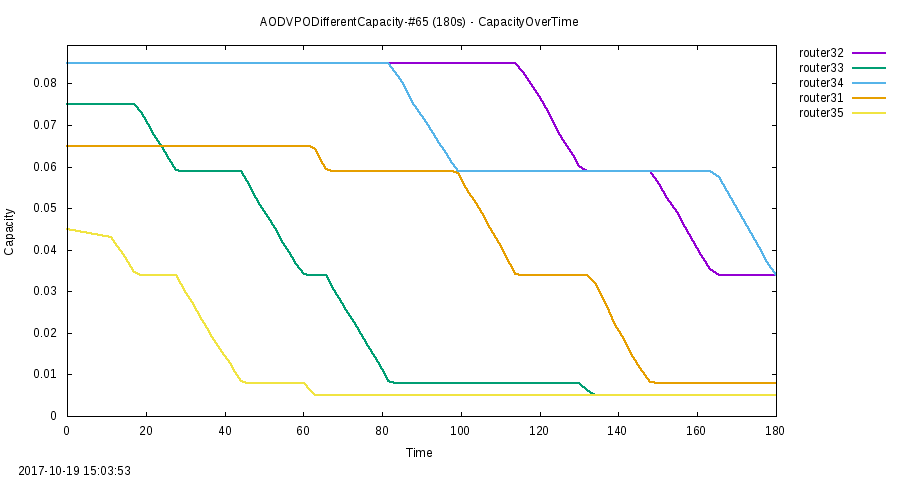 AODVPODifferentCapacity-#65 (180s) - CapacityOverTime
router32
router33
router34
router31
router35
0.08
0.07
0.06
0.05
0.04
0.03
0.02
0.01
0
Capacity
0 20 40 60 80 100 120 140 160 180
Time
2017-10-19 15:03:53